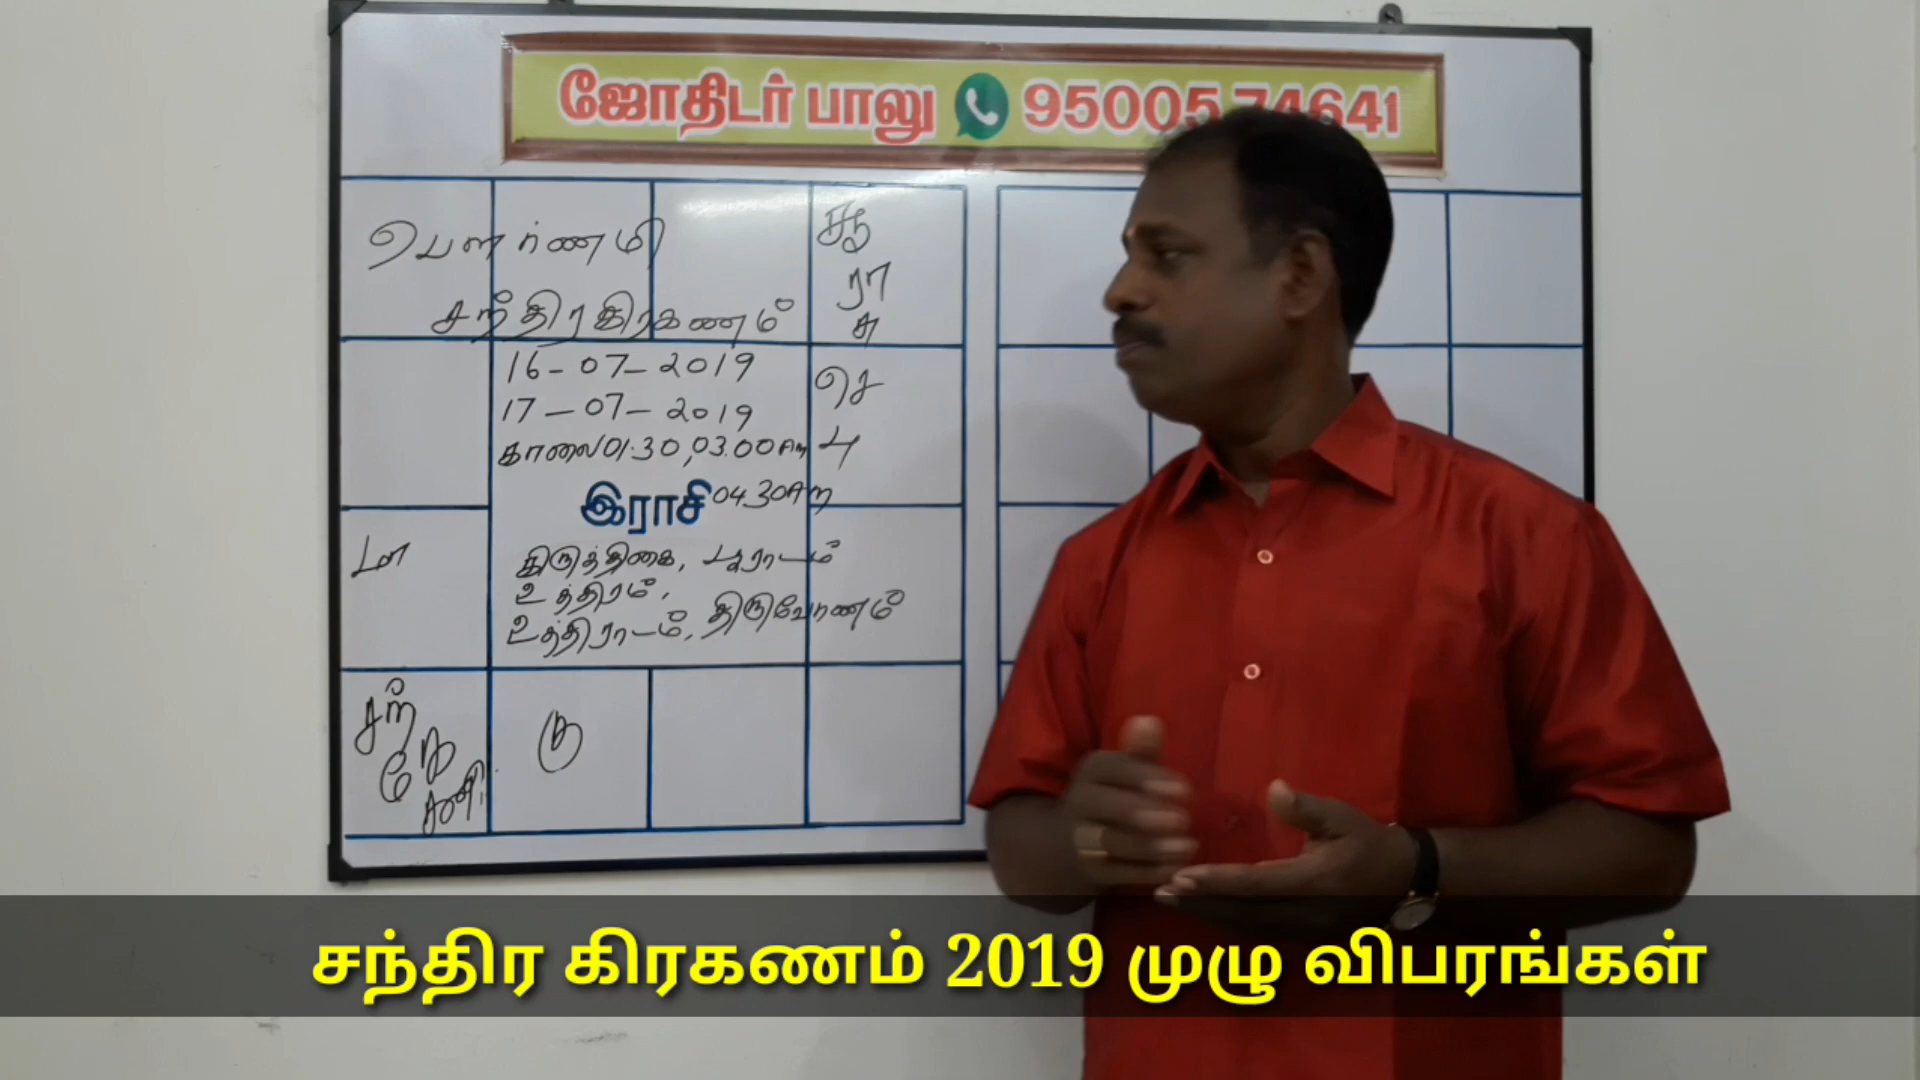 ஜோதிடர் பாலு 95005 74641
பெளர்ணமி
சந்திரகிரகணம்
சூ
ரா
சு
16-07-2019
17-07-2019
காலை 01.30, 03.00 Am
04.30 Am
செ
பு
இராசி
மா
கிருத்திகை, பூராடம்
உத்திரம்,
உத்திராடம், திருவோணம்
சந்
கே
சனி
கு
சந்திர கிரகணம் 2019 முழு விபரங்கள்